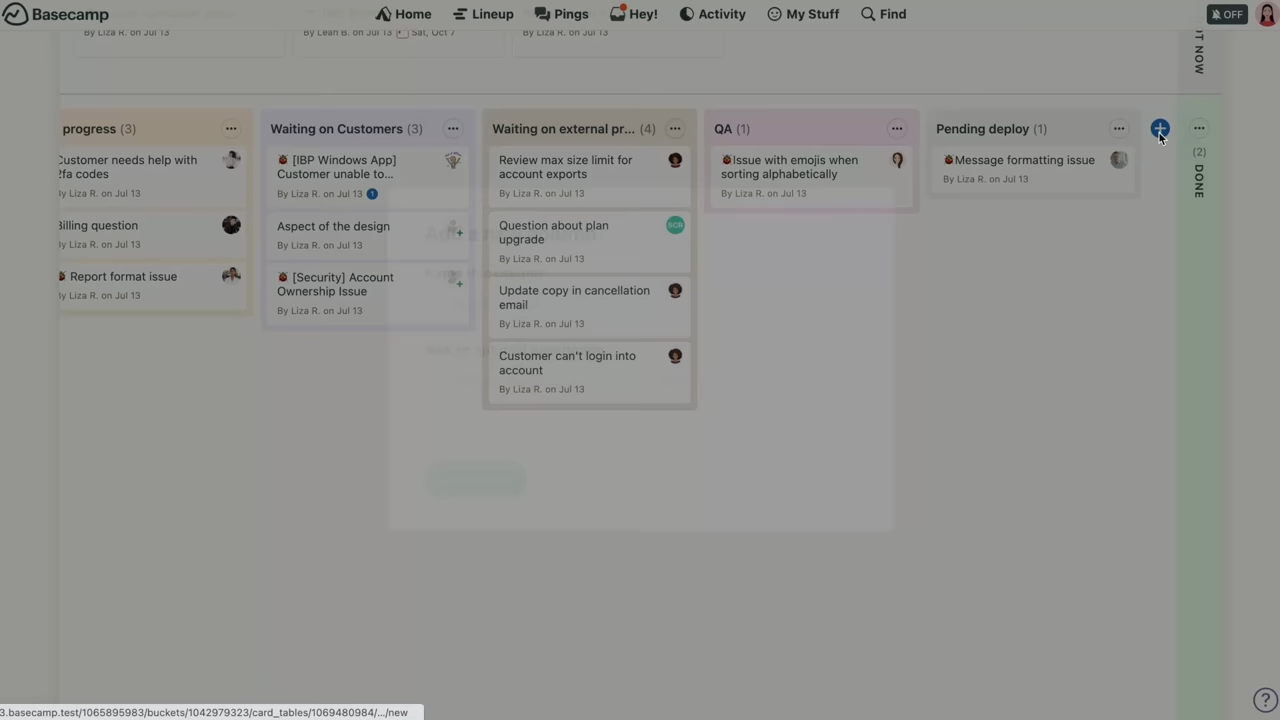 Basecamp
Home
Lineup
Pings
Hey!
Activity
My Stuff
Find
OFF
By Liza R. on Jul 13
By Leah B. on Jul 13 Sat, Oct 7
By Liza R. on Jul 13
OT NOW
progress (3)
Customer needs help with
2fa codes
By Liza R. on Jul 13
Billing question
By Liza R. on Jul 13
Report format issue
By Liza R. on Jul 13
Waiting on Customers (3)
[IBP Windows App]
Customer unable to...
By Liza R. on Jul 13 1
Aspect of the design
By Liza R. on Jul 13
[Security] Account
Ownership Issue
By Liza R. on Jul 13
Waiting on external pr... (4)
Review max size limit for
account exports
By Liza R. on Jul 13
Question about plan
upgrade
By Liza R. on Jul 13
Update copy in cancellation
email
By Liza R. on Jul 13
Customer can't login into
account
By Liza R. on Jul 13
QA (1)
Issue with emojis when
sorting alphabetically
By Liza R. on Jul 13
Pending deploy (1)
Message formatting issue
By Liza R. on Jul 13
(2) DONE
3.basecamp.test/1065895983/buckets/1042979323/card_tables/1069480984/.../new
?